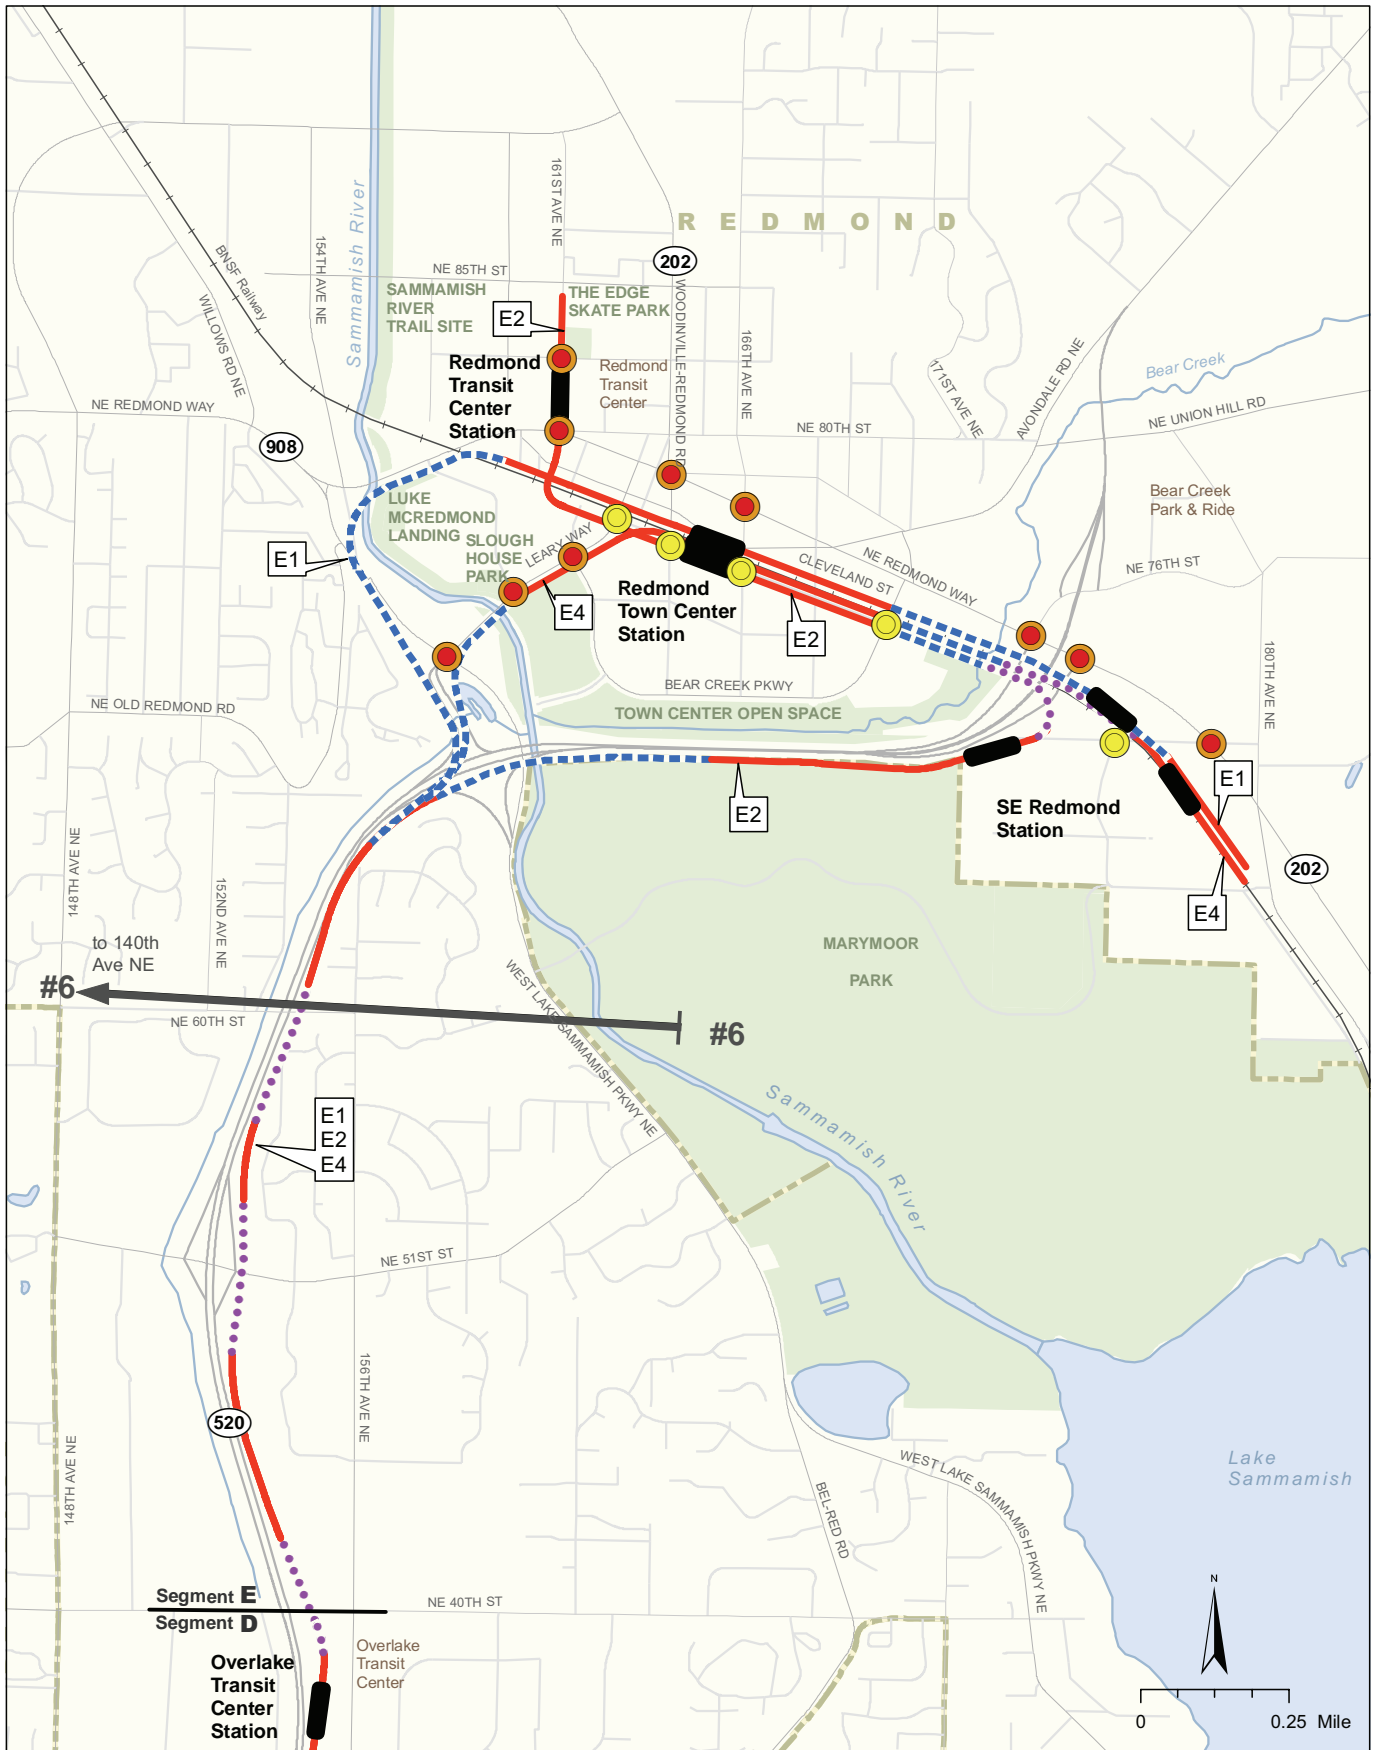 161ST AVE NE
REDMOND
Sammamish River
154TH AVE NE
BNSF Railway
WILLOWS RD NE
NE 85TH ST
202
WOODINVILLE-REDMOND RD
SAMMAMISH
RIVER
TRAIL SITE
THE EDGE
SKATE PARK
E2
166TH AVE NE
171ST AVE NE
AVONDALE RD NE
Bear Creek
Redmond
Transit
Center
Station
Redmond
Transit
Center
NE REDMOND WAY
908
NE 80TH ST
NE UNION HILL RD
Bear Creek
Park & Ride
LUKE
MCREDMOND
LANDING
SLOUGH
HOUSE
PARK
LEARY WAY
E1
E4
Redmond
Town Center
Station
E2
CLEVELAND ST
NE REDMOND WAY
NE 76TH ST
180TH AVE NE
BEAR CREEK PKWY
NE OLD REDMOND RD
TOWN CENTER OPEN SPACE
E2
E1
SE Redmond
Station
202
E4
148TH AVE NE
152ND AVE NE
MARYMOOR
PARK
to 140th
Ave NE
#6
WEST LAKE SAMMAMISH PKWY NE
NE 60TH ST
#6
Sammamish River
E1
E2
E4
NE 51ST ST
156TH AVE NE
520
148TH AVE NE
WEST LAKE SAMMAMISH PKWY NE
BEL-RED RD
Lake
Sammamish
Segment E
Segment D
NE 40TH ST
Overlake
Transit
Center
Station
Overlake
Transit
Center
N
0 0.25 Mile